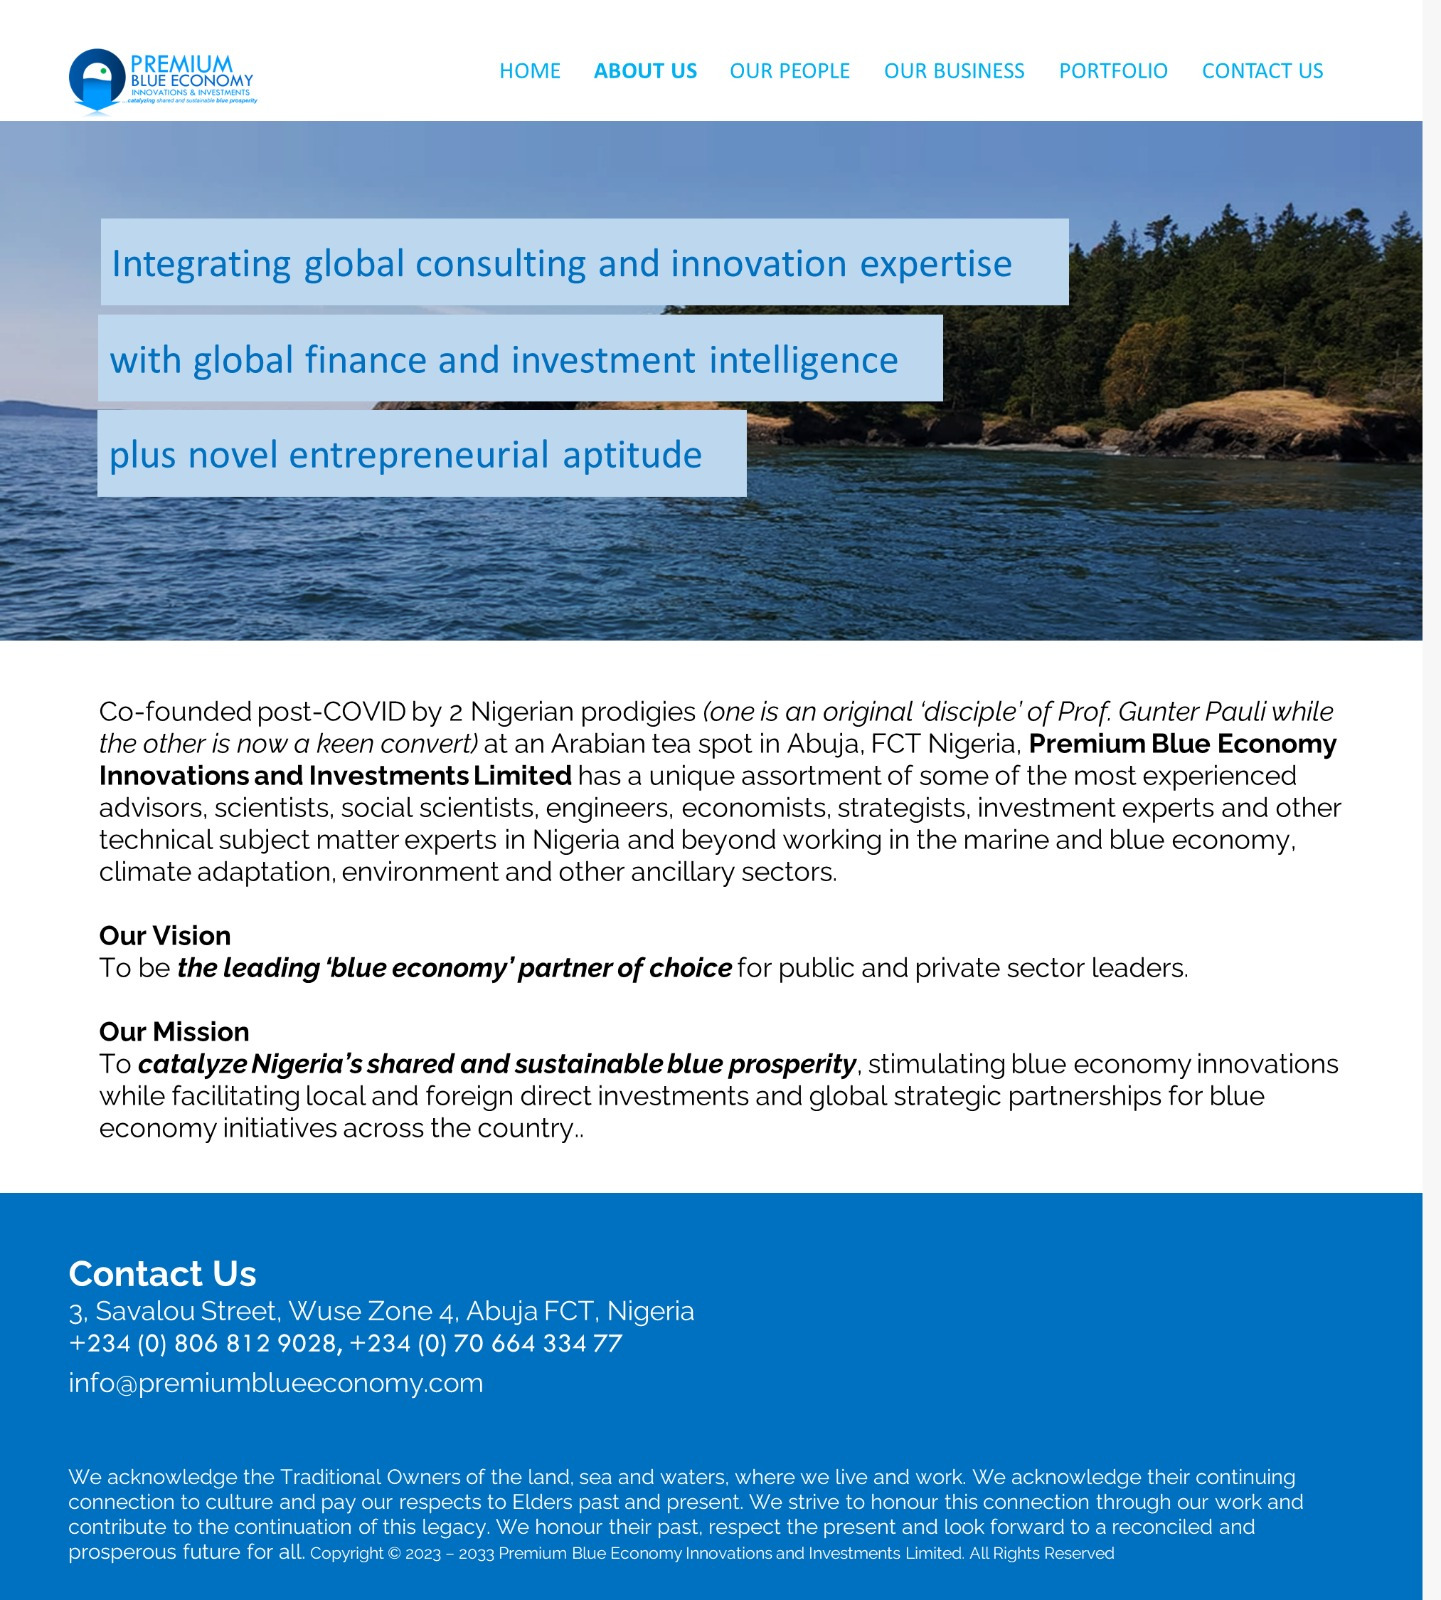 PREMIUM
BLUE ECONOMY
INNOVATIONS & INVESTMENTS
catalyzing shared and sustainable blue prosperity
HOME ABOUT US OUR PEOPLE OUR BUSINESS PORTFOLIO CONTACT US
Integrating global consulting and innovation expertise
with global finance and investment intelligence
plus novel entrepreneurial aptitude
Co-founded post-COVID by 2 Nigerian prodigies (one is an original ‘disciple’ of Prof. Gunter Pauli while
the other is now a keen convert) at an Arabian tea spot in Abuja, FCT Nigeria, Premium Blue Economy
Innovations and Investments Limited has a unique assortment of some of the most experienced
advisors, scientists, social scientists, engineers, economists, strategists, investment experts and other
technical subject matter experts in Nigeria and beyond working in the marine and blue economy,
climate adaptation, environment and other ancillary sectors.
Our Vision
To be the leading ‘blue economy’ partner of choice for public and private sector leaders.
Our Mission
To catalyze Nigeria’s shared and sustainable blue prosperity, stimulating blue economy innovations
while facilitating local and foreign direct investments and global strategic partnerships for blue
economy initiatives across the country..
Contact Us
3, Savalou Street, Wuse Zone 4, Abuja FCT, Nigeria
+234 (0) 806 812 9028, +234 (0) 70 664 334 77
info@premiumblueeconomy.com
We acknowledge the Traditional Owners of the land, sea and waters, where we live and work. We acknowledge their continuing
connection to culture and pay our respects to Elders past and present. We strive to honour this connection through our work and
contribute to the continuation of this legacy. We honour their past, respect the present and look forward to a reconciled and
prosperous future for all. Copyright © 2023 – 2033 Premium Blue Economy Innovations and Investments Limited. All Rights Reserved